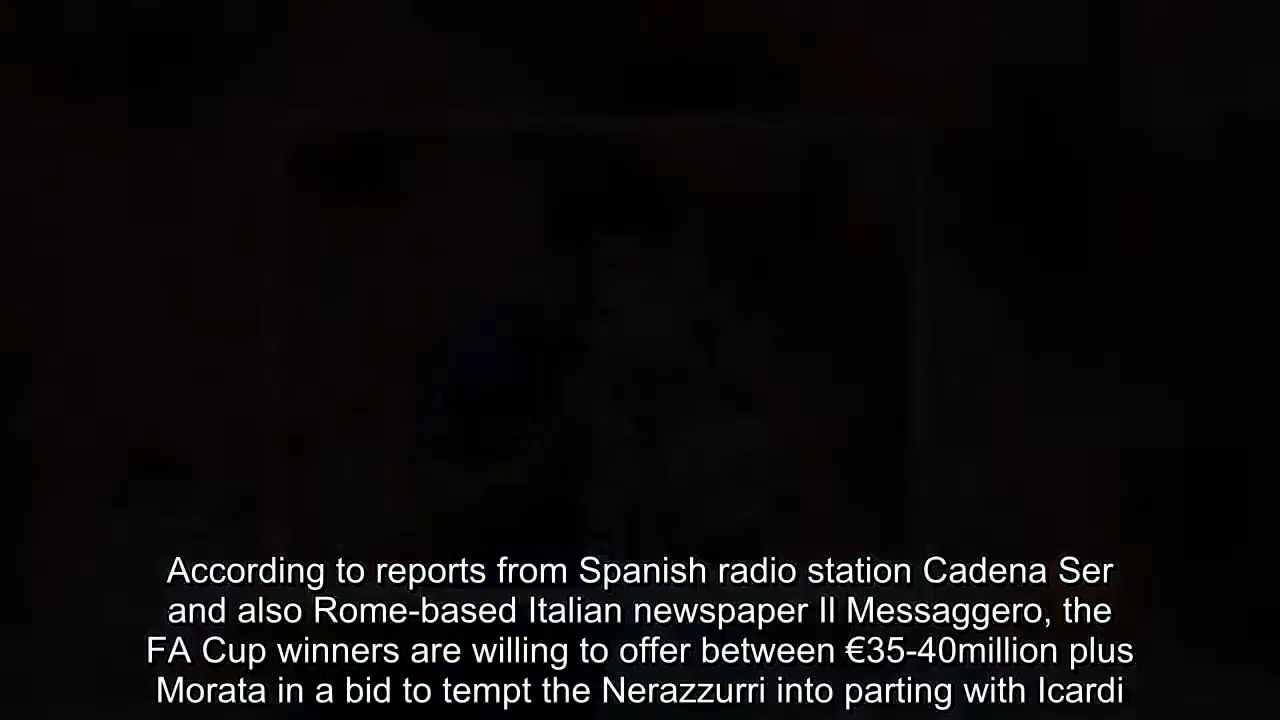 According to reports from Spanish radio station Cadena Ser
and also Rome-based Italian newspaper Il Messaggero, the
FA Cup winners are willing to offer between €35-40million plus
Morata in a bid to tempt the Nerazzurri into parting with Icardi